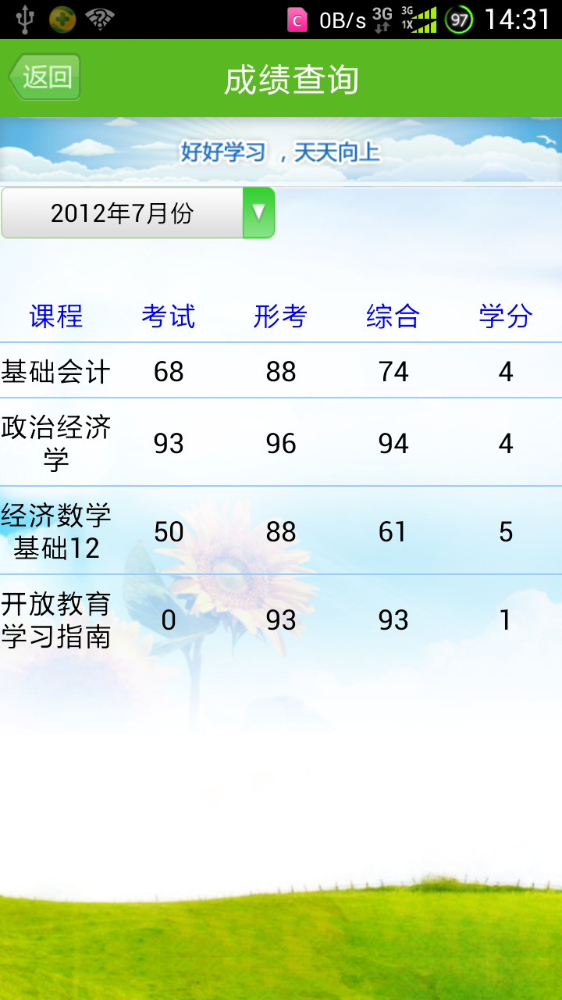 C 0B/s 3G 3G 1X 97 14:31
返回 成绩查询
好好学习 ，天天向上
2012年7月份
课程 考试 形考 综合 学分
基础会计 68 88 74 4
政治经济
学 93 96 94 4
经济数学
基础12 50 88 61 5
开放教育
学习指南 0 93 93 1